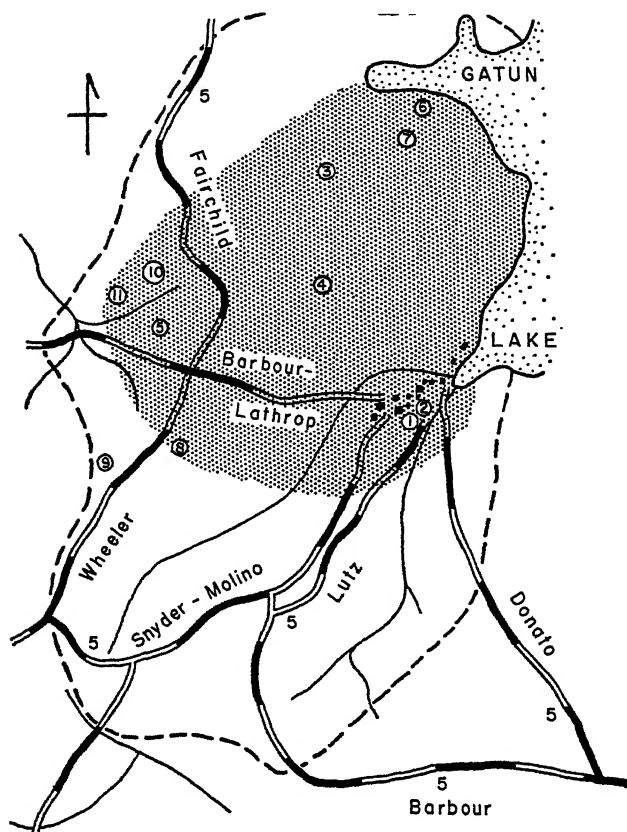 GATUN
5
⑥
⑦
③
Fairchild
⑩
⑪
④
⑤
LAKE
Barbour-
Lathrop
②
①
⑧
⑨
Wheeler
Snyder - Molino
Lutz
5
5
Donato
5
5
Barbour